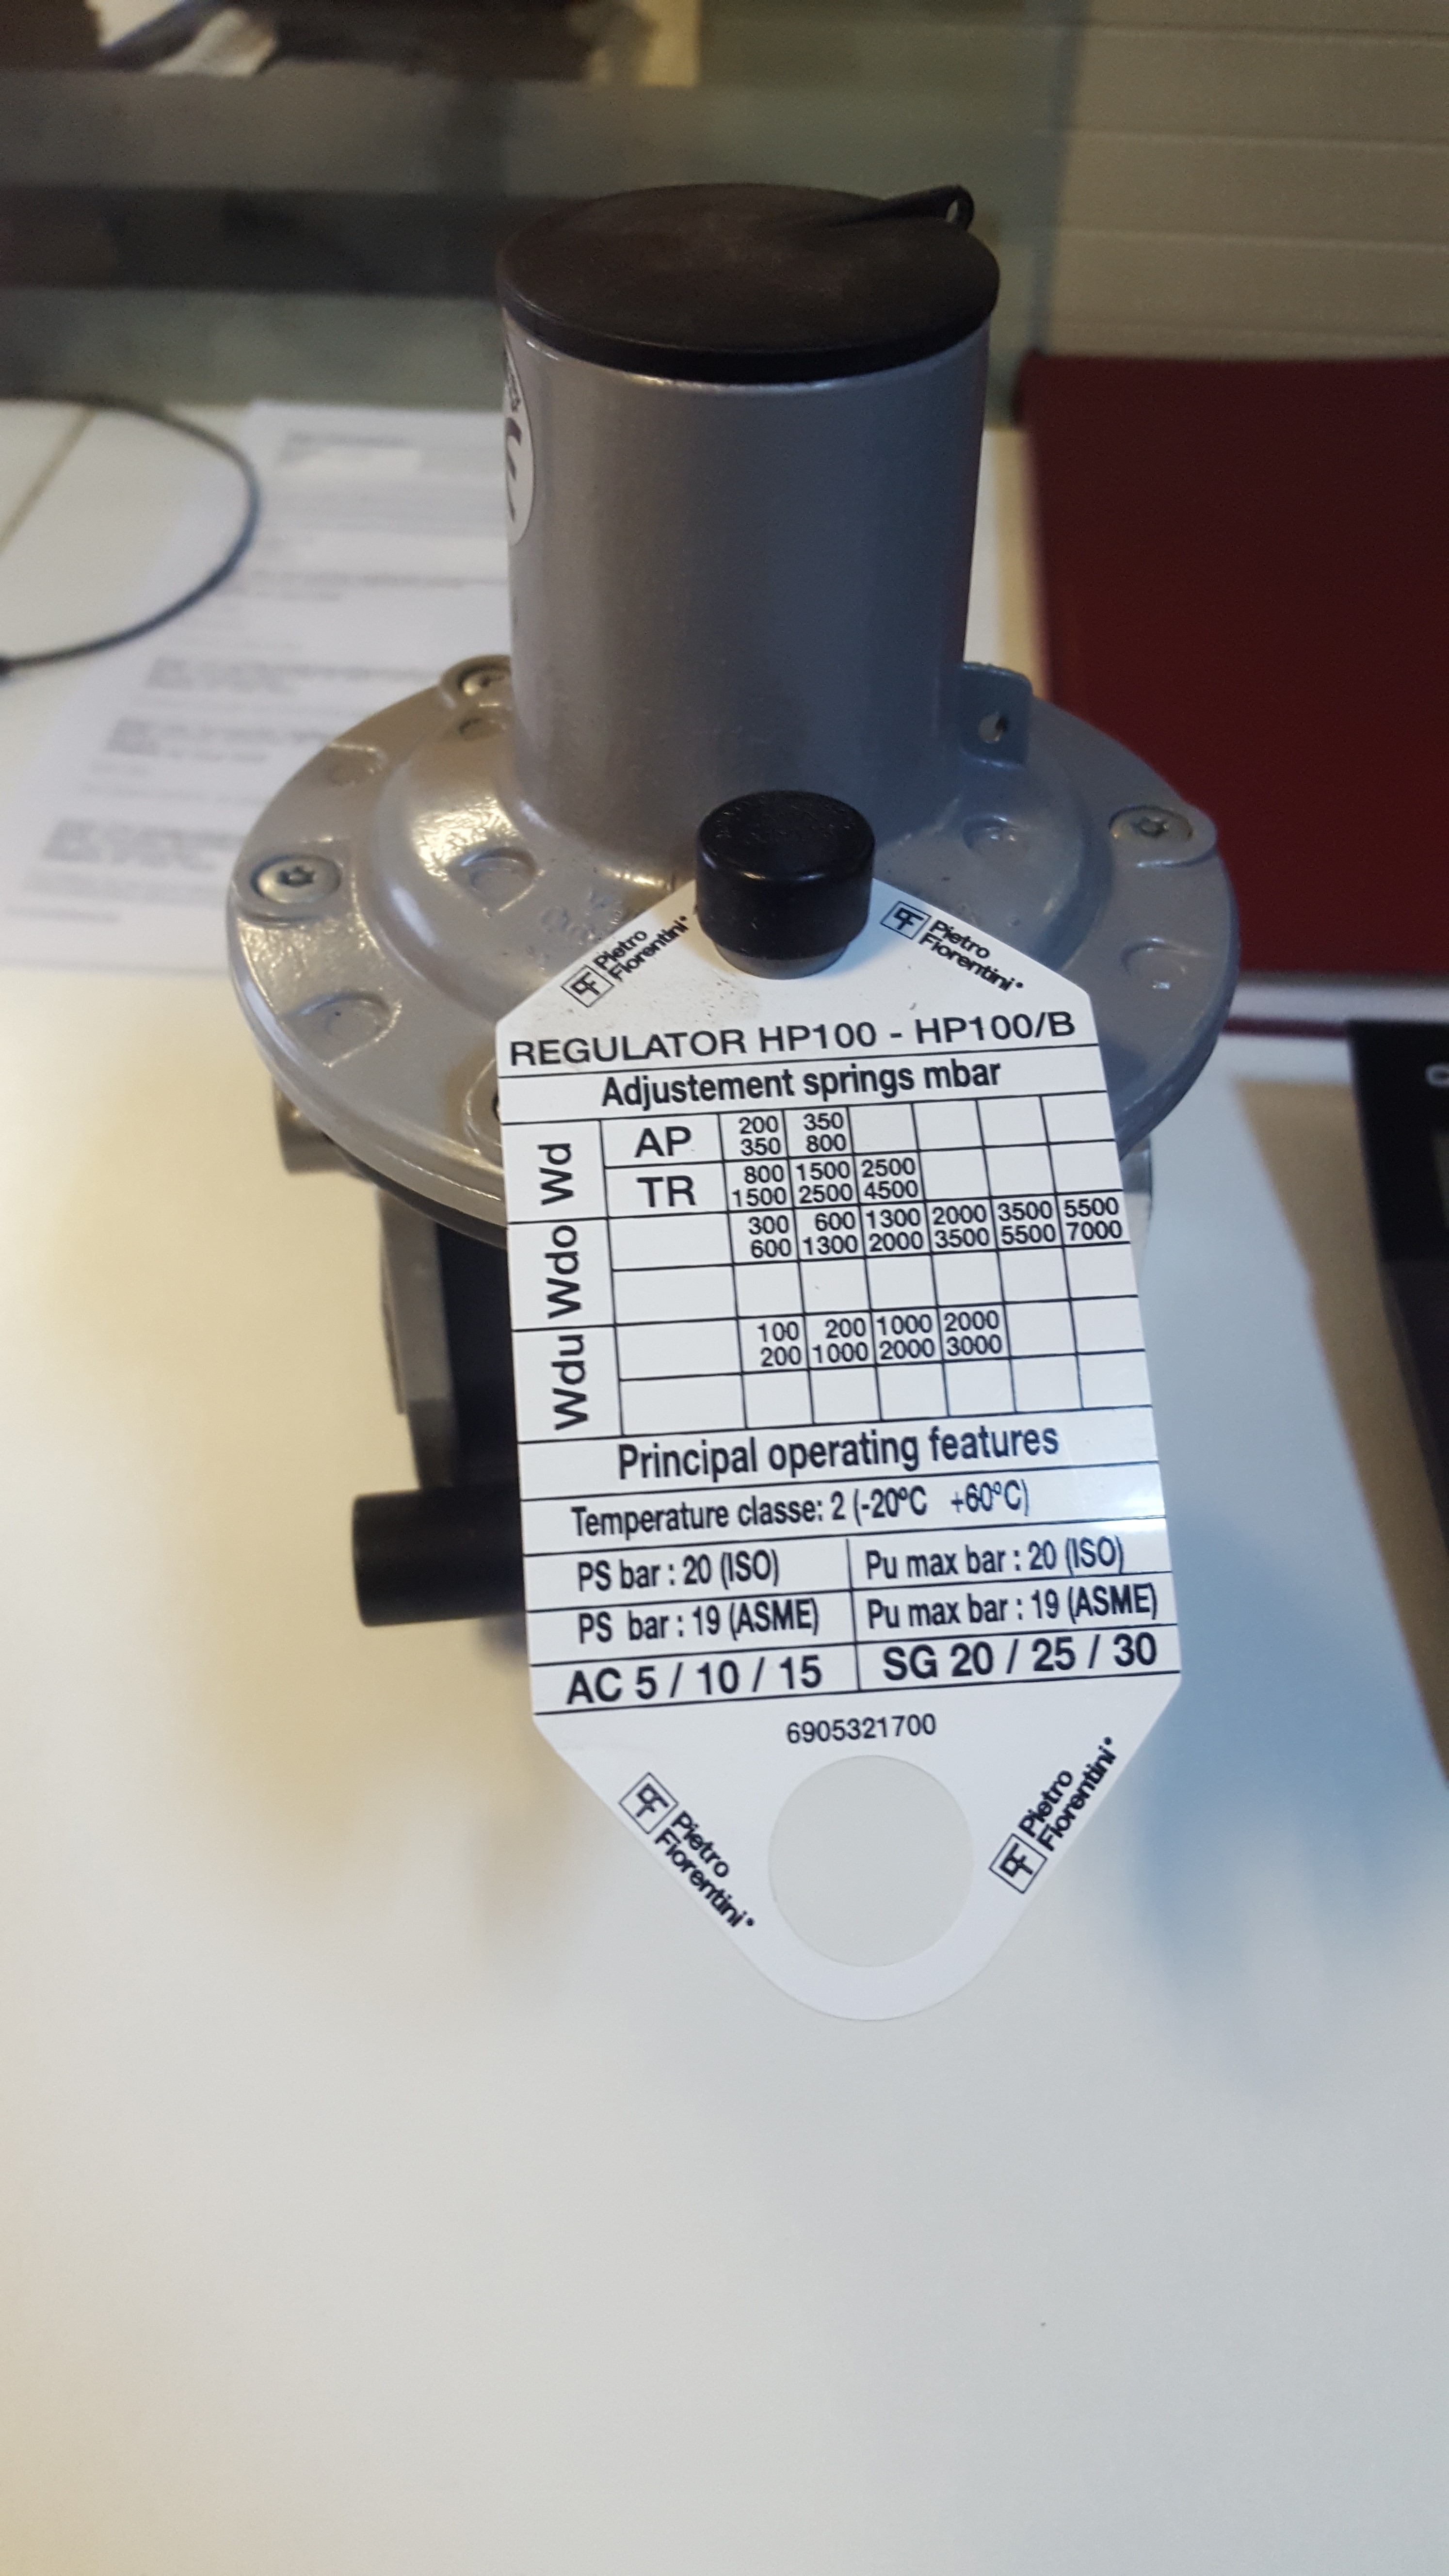 Pietro
Fiorentini
Pietro
Fiorentini
REGULATOR HP100 - HP100/B
Adjustement springs mbar
Wd AP 200 350
350 800
TR 800 1500 2500
1500 2500 4500
Wdo 300 600 1300 2000 3500 5500
600 1300 2000 3500 5500 7000
Wdu 100 200 1000 2000
200 1000 2000 3000
Principal operating features
Temperature classe: 2 (-20°C +60°C)
PS bar : 20 (ISO) Pu max bar : 20 (ISO)
PS bar : 19 (ASME) Pu max bar : 19 (ASME)
AC 5 / 10 / 15 SG 20 / 25 / 30
6905321700
Pietro
Fiorentini
Pietro
Fiorentini